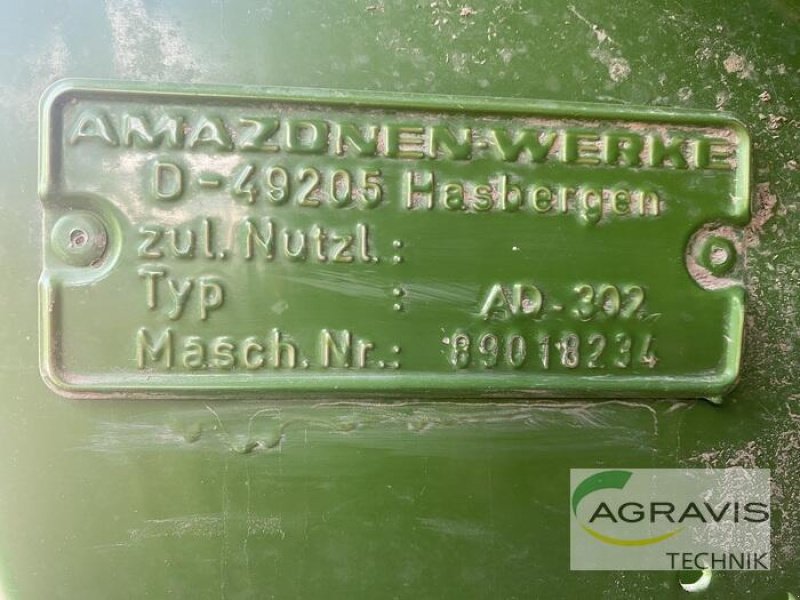 AMAZONEN-WERKE
D-49205 Hasbergen
zul. Nutzl.:
Typ : AD-302
Masch. Nr.: 89018234
AGRAVIS
TECHNIK